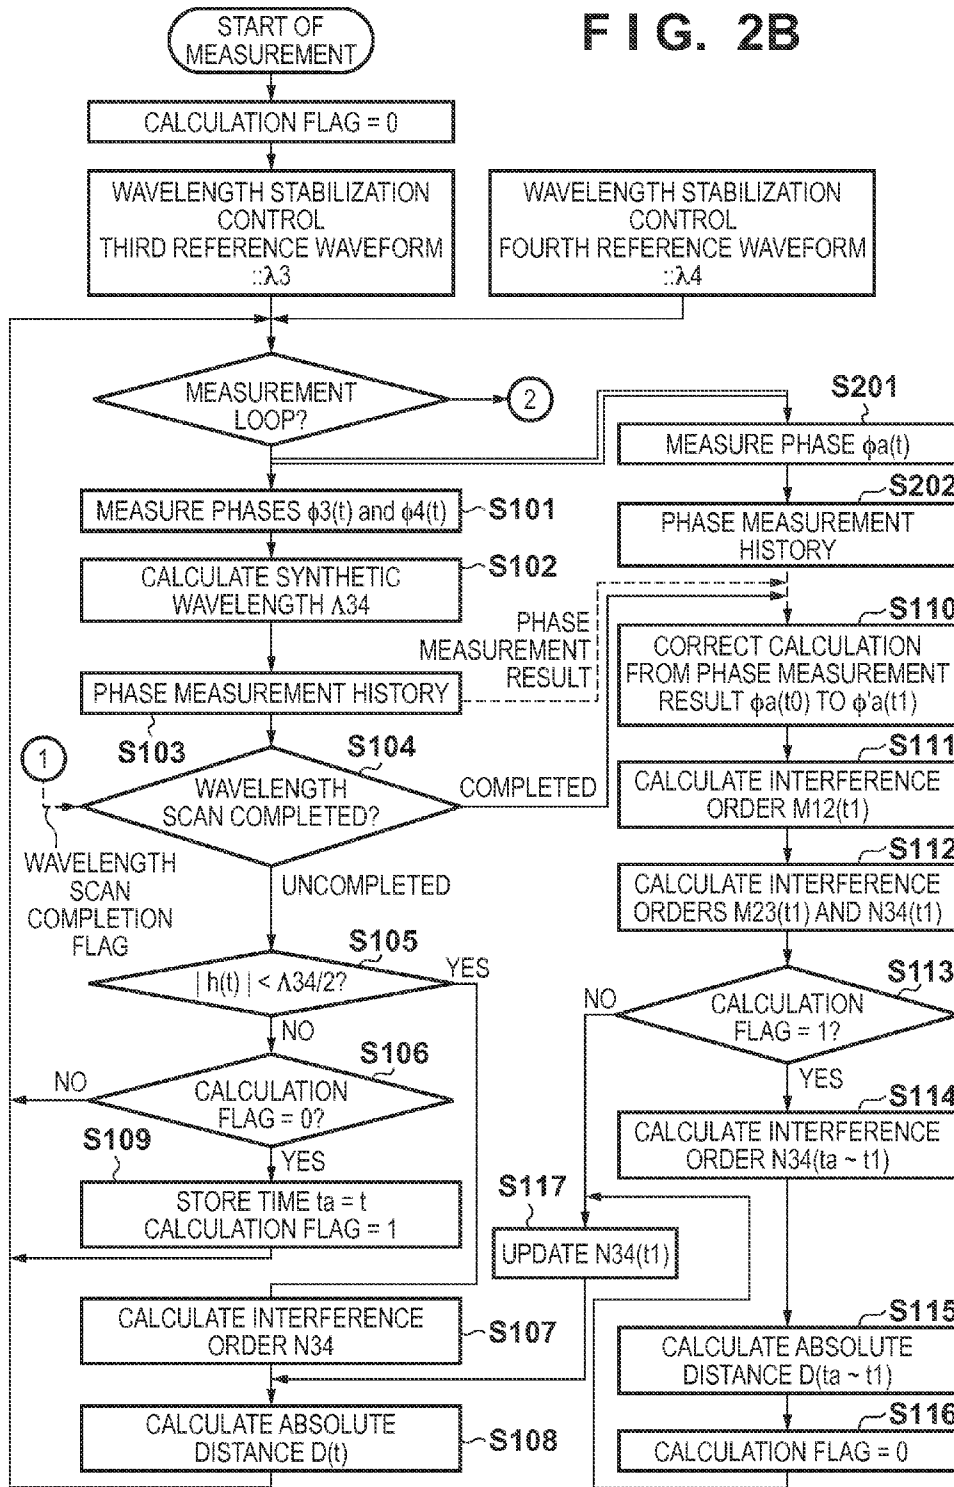 FIG. 2B
START OF
MEASUREMENT
CALCULATION FLAG = 0
WAVELENGTH STABILIZATION
CONTROL
THIRD REFERENCE WAVEFORM
::λ3
WAVELENGTH STABILIZATION
CONTROL
FOURTH REFERENCE WAVEFORM
::λ4
MEASUREMENT
LOOP?
2
S201
MEASURE PHASE ϕa(t)
S202
PHASE MEASUREMENT
HISTORY
MEASURE PHASES ϕ3(t) and ϕ4(t)
S101
S102
CALCULATE SYNTHETIC
WAVELENGTH Λ34
PHASE
MEASUREMENT
RESULT
PHASE MEASUREMENT HISTORY
S103
S110
CORRECT CALCULATION
FROM PHASE MEASUREMENT
RESULT ϕa(t0) TO ϕ'a(t1)
1
S104
WAVELENGTH
SCAN COMPLETED?
COMPLETED
WAVELENGTH
SCAN
COMPLETION
FLAG
UNCOMPLETED
S111
CALCULATE INTERFERENCE
ORDER M12(t1)
S112
CALCULATE INTERFERENCE
ORDERS M23(t1) AND N34(t1)
S105
| h(t) | < Λ34/2?
YES
NO
S113
CALCULATION
FLAG = 1?
NO
YES
S106
CALCULATION
FLAG = 0?
NO
YES
S109
STORE TIME ta = t
CALCULATION FLAG = 1
S114
CALCULATE INTERFERENCE
ORDER N34(ta ~ t1)
S117
UPDATE N34(t1)
CALCULATE INTERFERENCE
ORDER N34
S107
S115
CALCULATE ABSOLUTE
DISTANCE D(ta ~ t1)
CALCULATE ABSOLUTE
DISTANCE D(t)
S108
S116
CALCULATION FLAG = 0